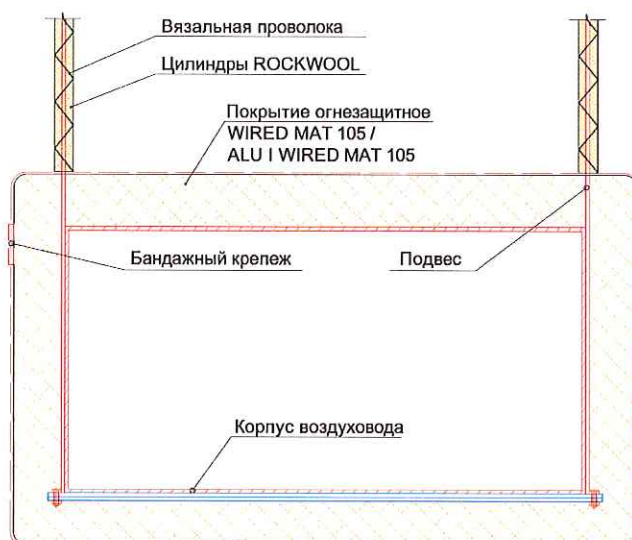 Вязальная проволока
Цилиндры ROCKWOOL
Покрытие огнезащитное
WIRED MAT 105 /
ALU I WIRED MAT 105
Бандажный крепеж
Подвес
Корпус воздуховода